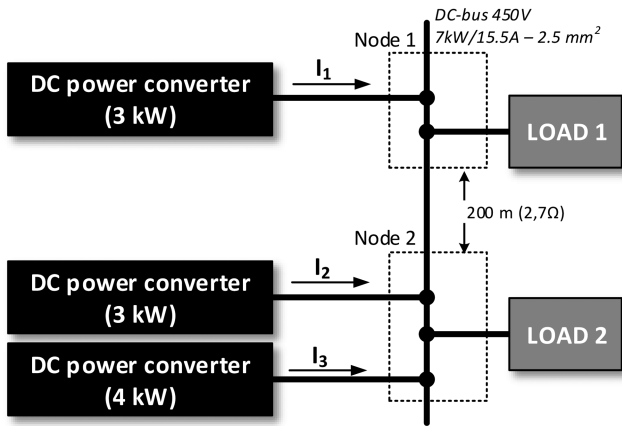 DC-bus 450V
7kW/15.5A – 2.5 mm²
Node 1
I₁
DC power converter
(3 kW)
LOAD 1
200 m (2,7Ω)
Node 2
I₂
DC power converter
(3 kW)
LOAD 2
I₃
DC power converter
(4 kW)